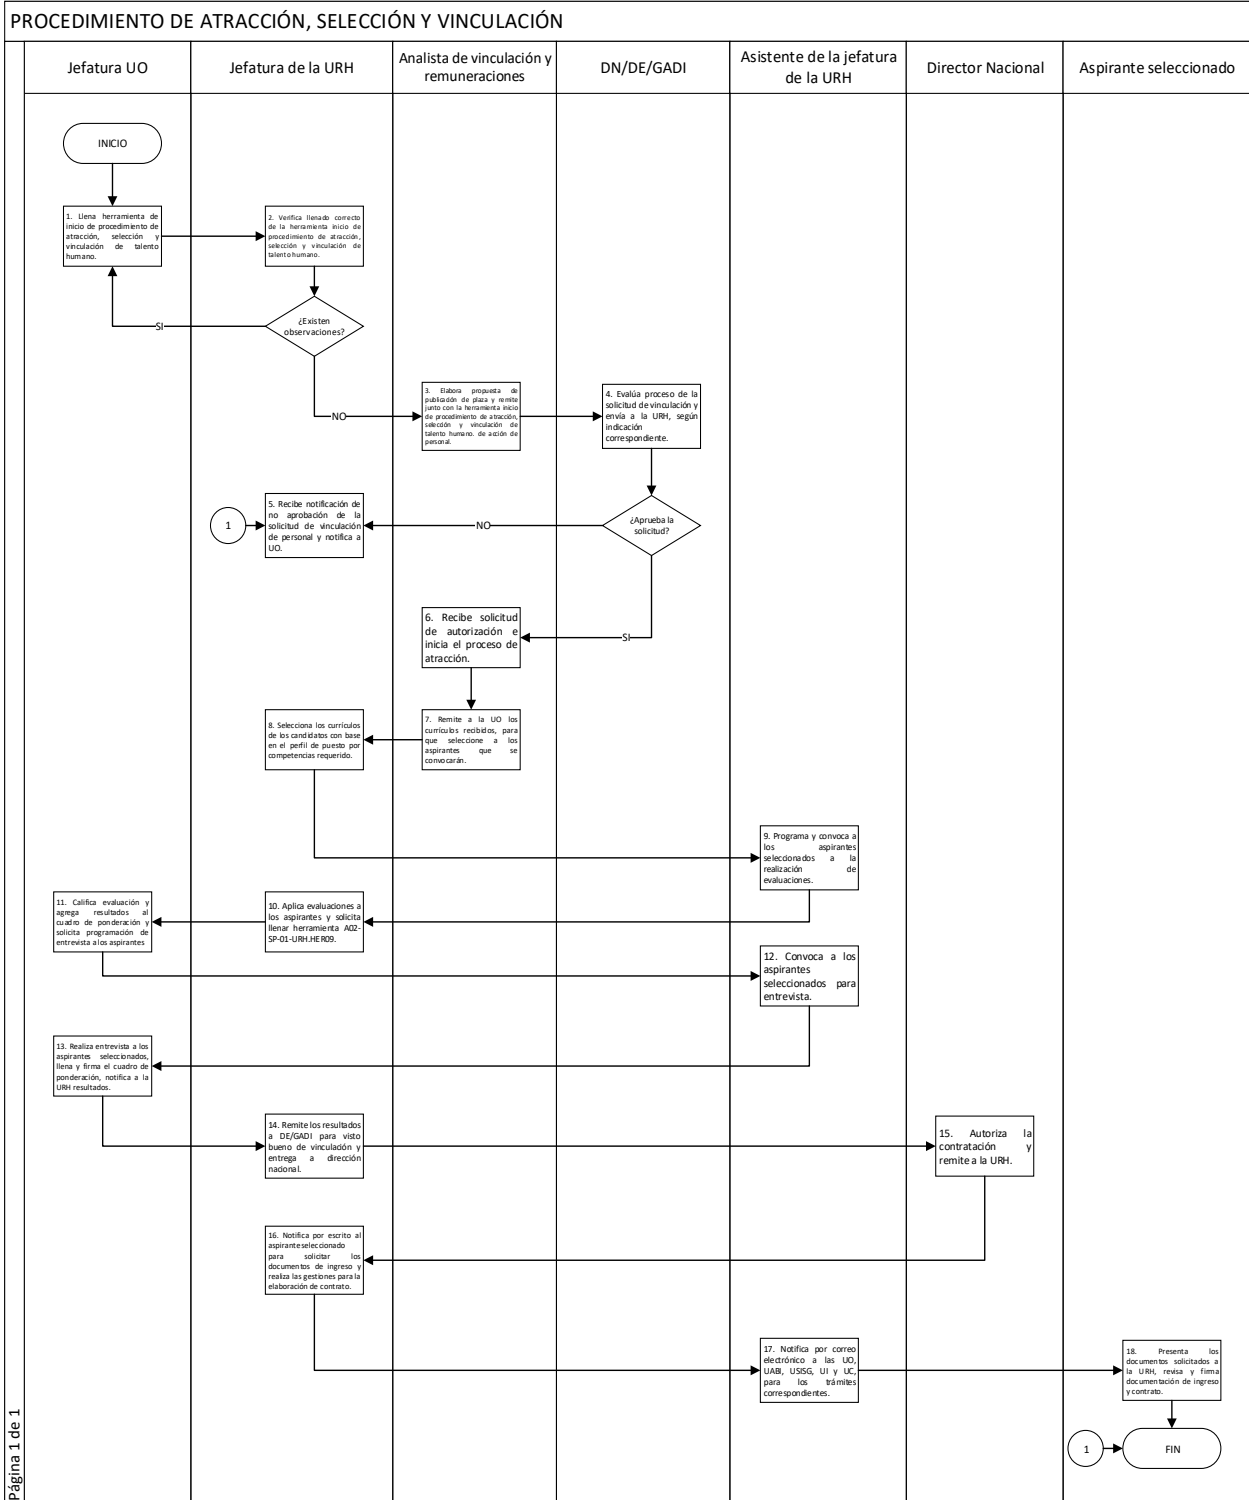 PROCEDIMIENTO DE ATRACCIÓN, SELECCIÓN Y VINCULACIÓN
Jefatura UO
Jefatura de la URH
Analista de vinculación y
remuneraciones
DN/DE/GADI
Asistente de la jefatura
de la URH
Director Nacional
Aspirante seleccionado
INICIO
1. Llena herramienta de
inicio de procedimiento de
atracción, selección y
vinculación de talento
humano.
2. Verifica llenado correcto
de la herramienta inicio de
procedimiento de atracción,
selección y vinculación de
talento humano.
¿Existen
observaciones?
SI
NO
3. Elabora propuesta de
publicación de plaza y remite
junto con la herramienta inicio
de procedimiento de atracción,
selección y vinculación de
talento humano. de acción de
personal.
4. Evalúa proceso de la
solicitud de vinculación y
envía a la URH, según
indicación
correspondiente.
¿Aprueba la
solicitud?
NO
SI
1
5. Recibe notificación de
no aprobación de la
solicitud de vinculación
de personal y notifica a
UO.
6. Recibe solicitud
de autorización e
inicia el proceso de
atracción.
7. Remite a la UO los
currículos recibidos, para
que seleccione a los
aspirantes que se
convocarán.
8. Selecciona los currículos
de los candidatos con base
en el perfil de puesto por
competencias requerido.
9. Programa y convoca a
los aspirantes
seleccionados a la
realización de
evaluaciones.
10. Aplica evaluaciones a
los aspirantes y solicita
llenar herramienta A02-
SP-01-URH.HER09.
11. Califica evaluación y
agrega resultados al
cuadro de ponderación y
solicita programación de
entrevista a los aspirantes
12. Convoca a los
aspirantes
seleccionados para
entrevista.
13. Realiza entrevista a los
aspirantes seleccionados,
llena y firma el cuadro de
ponderación, notifica a la
URH resultados.
14. Remite los resultados
a DE/GADI para visto
bueno de vinculación y
entrega a dirección
nacional.
15. Autoriza la
contratación y
remite a la URH.
16. Notifica por escrito al
aspirante seleccionado
para solicitar los
documentos de ingreso y
realiza las gestiones para la
elaboración de contrato.
17. Notifica por correo
electrónico a las UO,
UABI, USISG, UI y UC,
para los trámites
correspondientes.
18. Presenta los
documentos solicitados a
la URH, revisa y firma
documentación de ingreso
y contrato.
1
FIN
Página 1 de 1